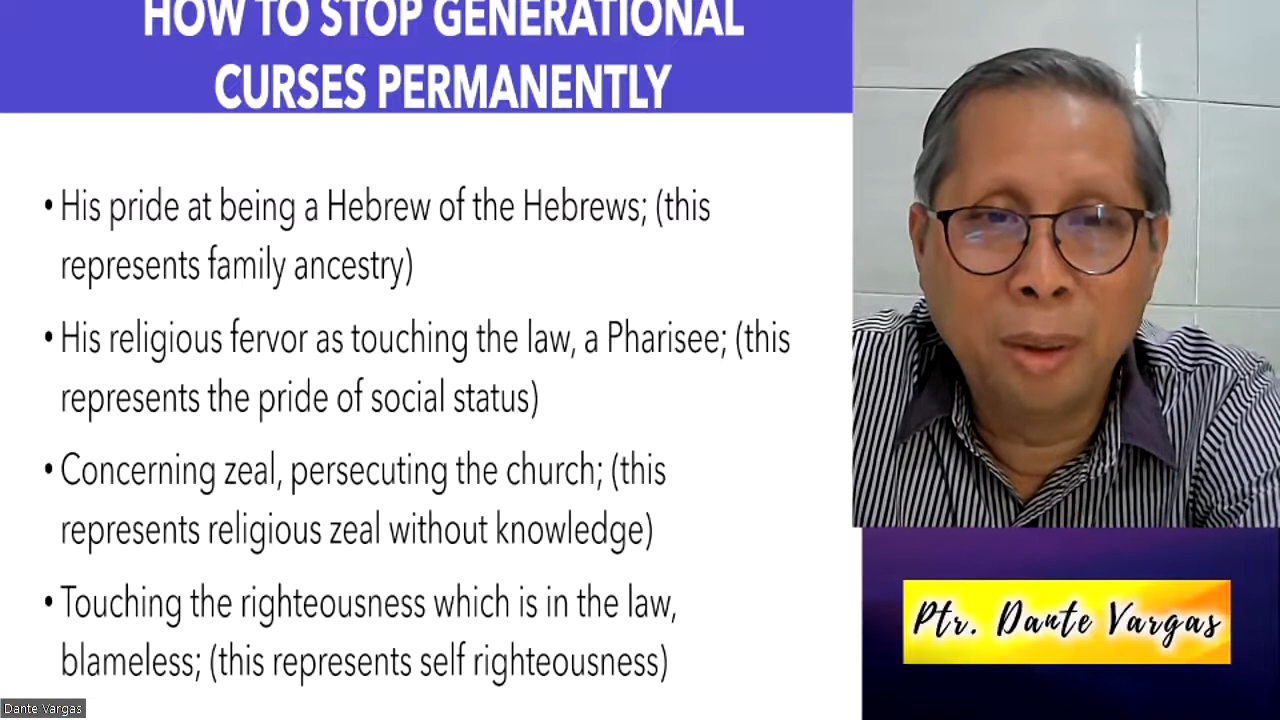 HOW TO STOP GENERATIONAL
CURSES PERMANENTLY
• His pride at being a Hebrew of the Hebrews; (this
represents family ancestry)
• His religious fervor as touching the law, a Pharisee; (this
represents the pride of social status)
• Concerning zeal, persecuting the church; (this
represents religious zeal without knowledge)
• Touching the righteousness which is in the law,
blameless; (this represents self righteousness)
Ptr. Dante Vargas
Dante Vargas